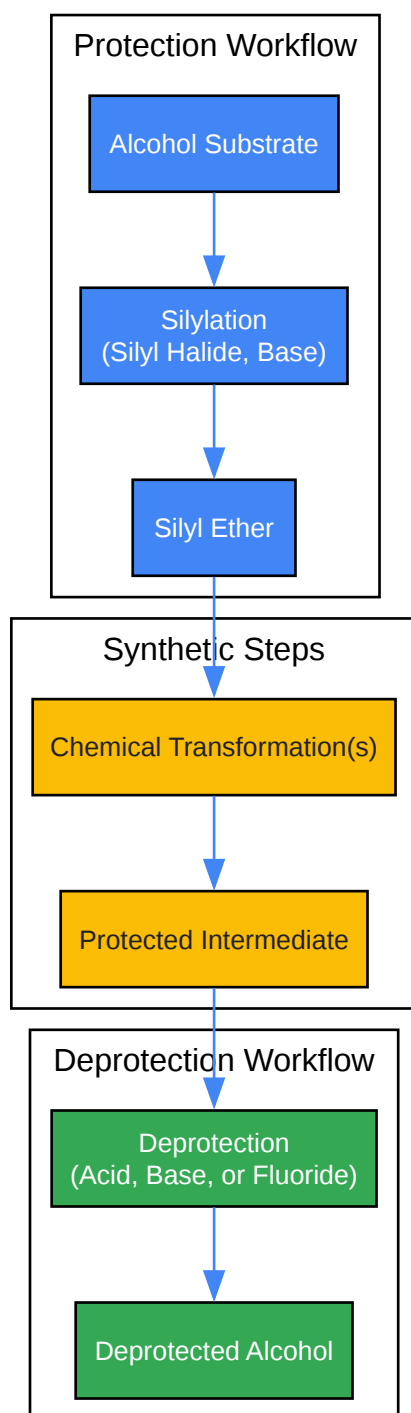 Protection Workflow
Alcohol Substrate
Silylation
(Silyl Halide, Base)
Silyl Ether
Synthetic Steps
Chemical Transformation(s)
Protected Intermediate
Deprotection Workflow
Deprotection
(Acid, Base, or Fluoride)
Deprotected Alcohol